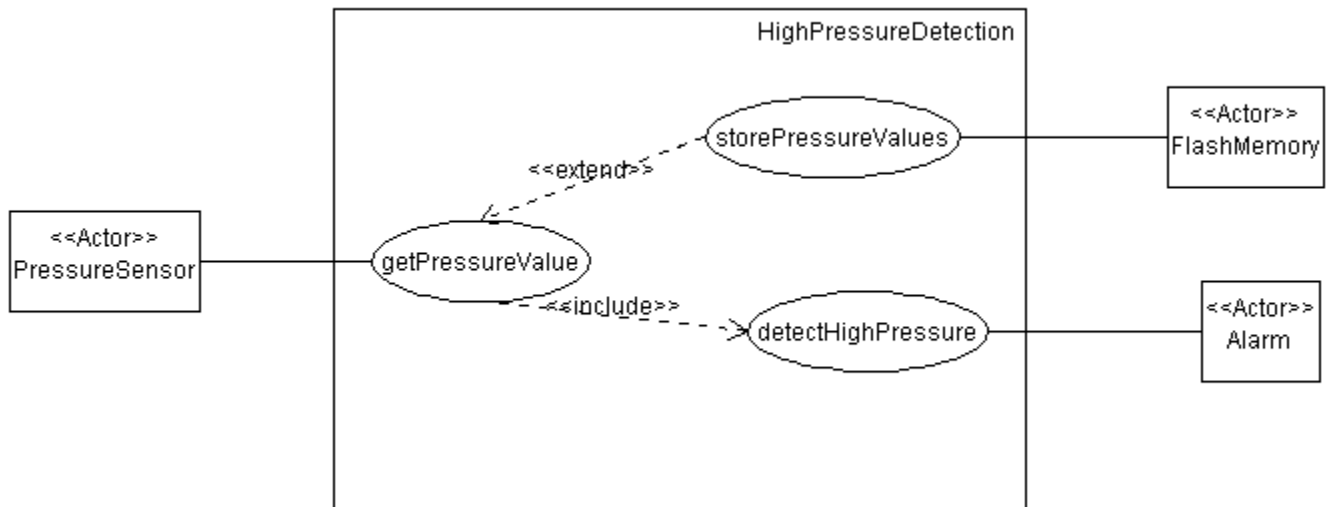 HighPressureDetection
<<Actor>>
FlashMemory
storePressureValues
<<extend>>
<<Actor>>
PressureSensor
getPressureValue
<<include>>
detectHighPressure
<<Actor>>
Alarm